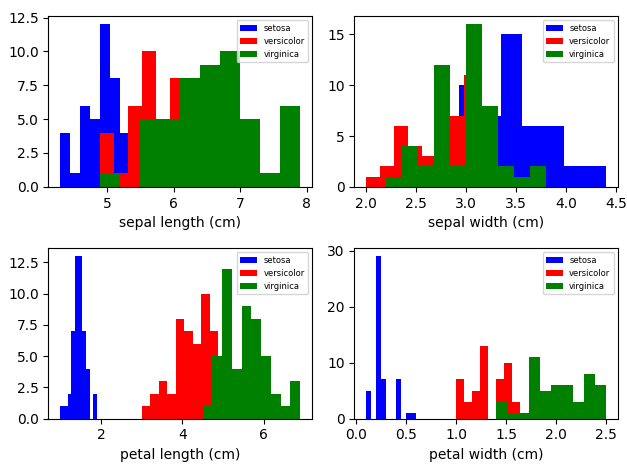 12.5
10.0
7.5
5.0
2.5
0.0
5
6
7
8
sepal length (cm)
setosa
versicolor
virginica
15
10
5
0
2.0
2.5
3.0
3.5
4.0
4.5
sepal width (cm)
setosa
versicolor
virginica
12.5
10.0
7.5
5.0
2.5
0.0
2
4
6
petal length (cm)
setosa
versicolor
virginica
30
20
10
0
0.0
0.5
1.0
1.5
2.0
2.5
petal width (cm)
setosa
versicolor
virginica